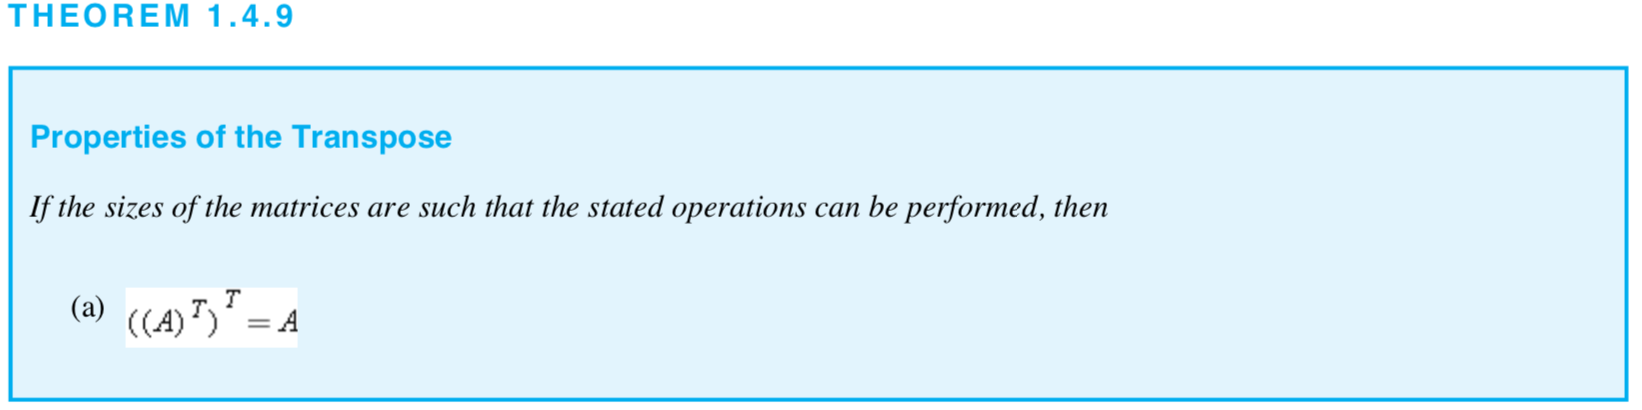 THEOREM 1.4.9
Properties of the Transpose
If the sizes of the matrices are such that the stated operations can be performed, then
(a) ((A)^T)^T = A